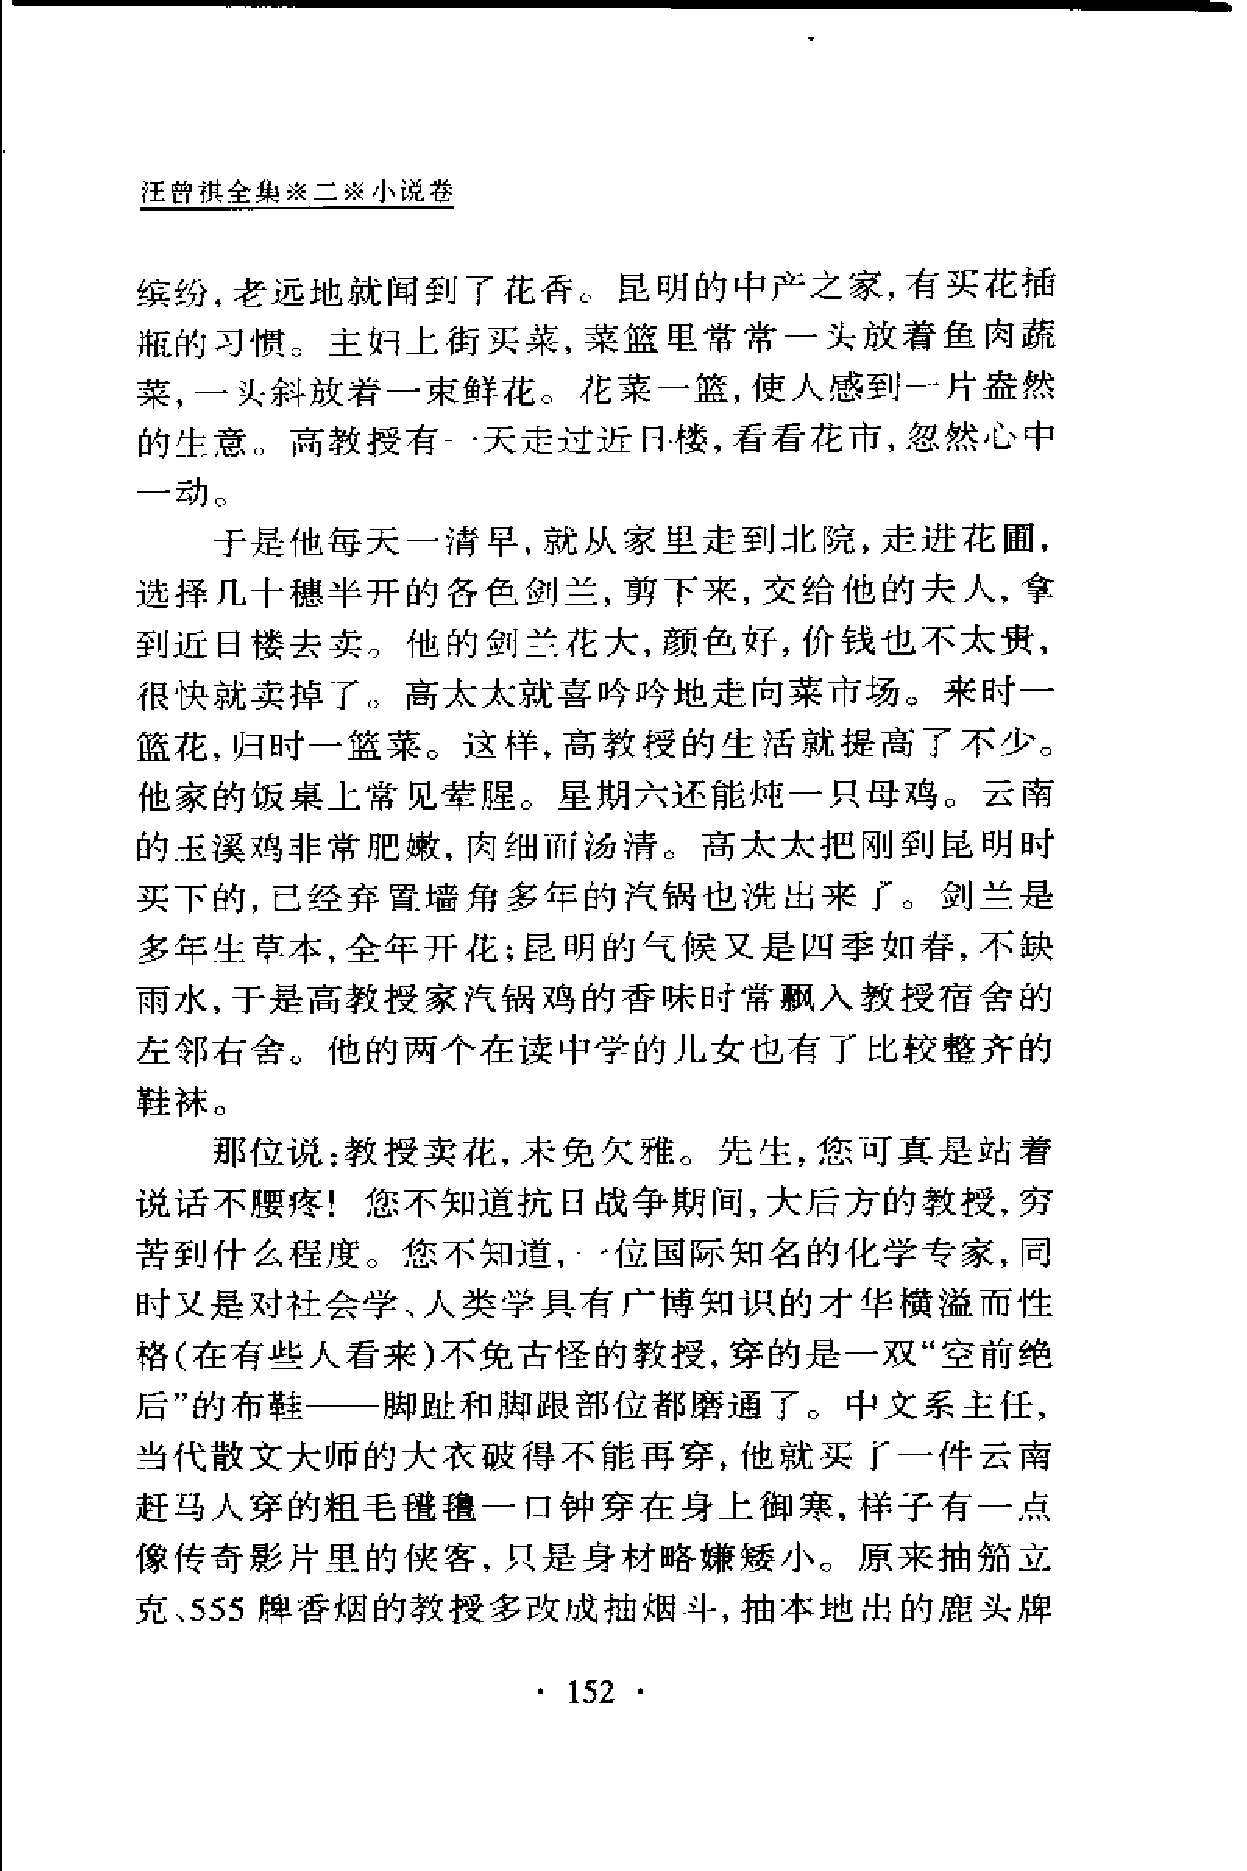 汪曾祺全集※二※小说卷
缤纷,老远地就闻到了花香。昆明的中产之家,有买花插
瓶的习惯。主妇上街买菜,菜篮里常常一头放着鱼肉蔬
菜,一头斜放着一束鲜花。花菜一篮,使人感到一片盎然
的生意。高教授有一天走过近日楼,看看花市,忽然心中
一动。
于是他每天一清早,就从家里走到北院,走进花圃,
选择几十穗半开的各色剑兰,剪下来,交给他的夫人,拿
到近日楼去卖。他的剑兰花大,颜色好,价钱也不太贵,
很快就卖掉了。高太太就喜吟吟地走向菜市场。来时一
篮花,归时一篮菜。这样,高教授的生活就提高了不少。
他家的饭桌上常见荤腥。星期六还能炖一只母鸡。云南
的玉溪鸡非常肥嫩,肉细而汤清。高太太把刚到昆明时
买下的,已经弃置墙角多年的汽锅也洗出来了。剑兰是
多年生草本,全年开花;昆明的气候又是四季如春,不缺
雨水,于是高教授家汽锅鸡的香味时常飘入教授宿舍的
左邻右舍。他的两个在读中学的儿女也有了比较整齐的
鞋袜。
那位说:教授卖花,未免欠雅。先生,您可真是站着
说话不腰疼!您不知道抗日战争期间,大后方的教授,穷
苦到什么程度。您不知道,一位国际知名的化学专家,同
时又是对社会学、人类学具有广博知识的才华横溢而性
格(在有些人看来)不免古怪的教授,穿的是一双“空前绝
后”的布鞋——脚趾和脚跟部位都磨通了。中文系主任,
当代散文大师的大衣破得不能再穿,他就买了一件云南
赶马人穿的粗毛氆氇一口钟穿在身上御寒,样子有一点
像传奇影片里的侠客,只是身材略嫌矮小。原来抽笳立
克、555牌香烟的教授多改成抽烟斗,抽本地出的鹿头牌
· 152 ·